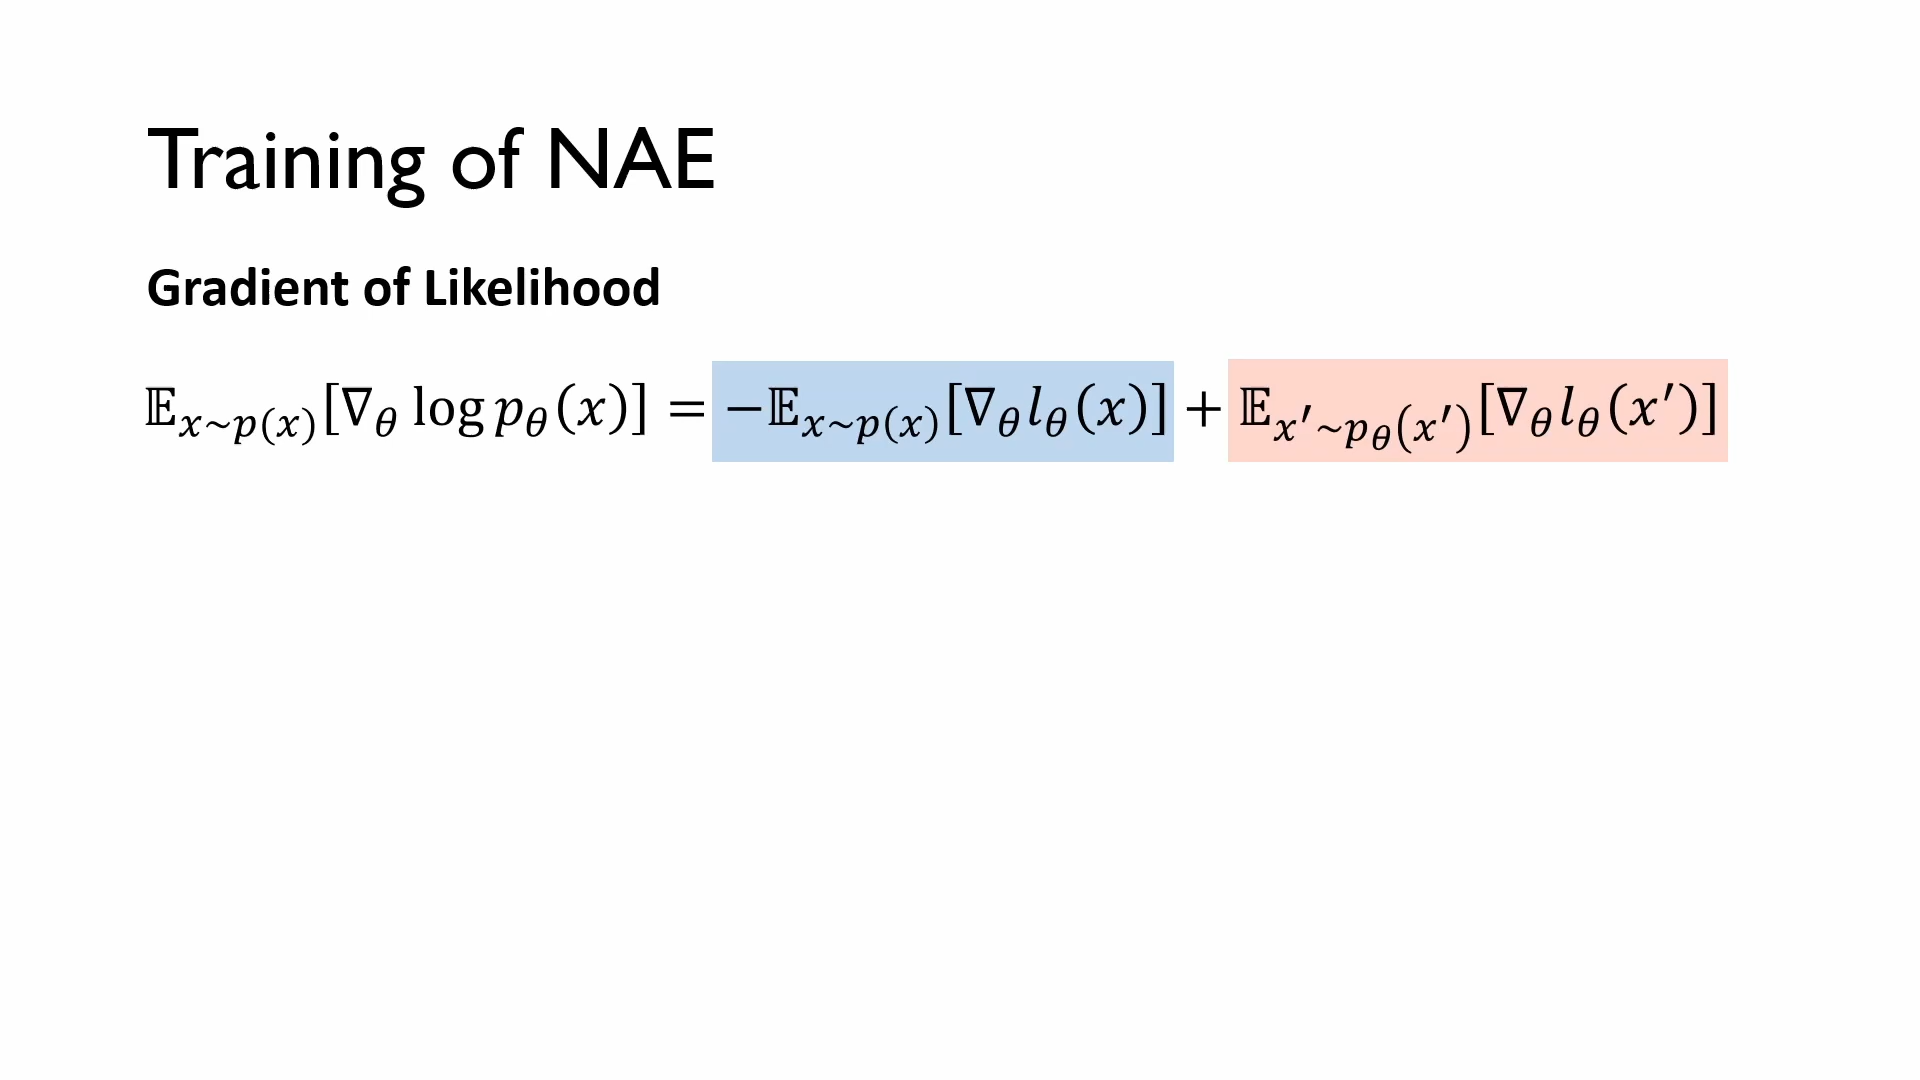 Training of NAE
Gradient of Likelihood
𝔼_{x~p(x)}[∇_θ log p_θ(x)] = −𝔼_{x~p(x)}[∇_θ l_θ(x)] + 𝔼_{x′~p_θ(x′)}[∇_θ l_θ(x′)]